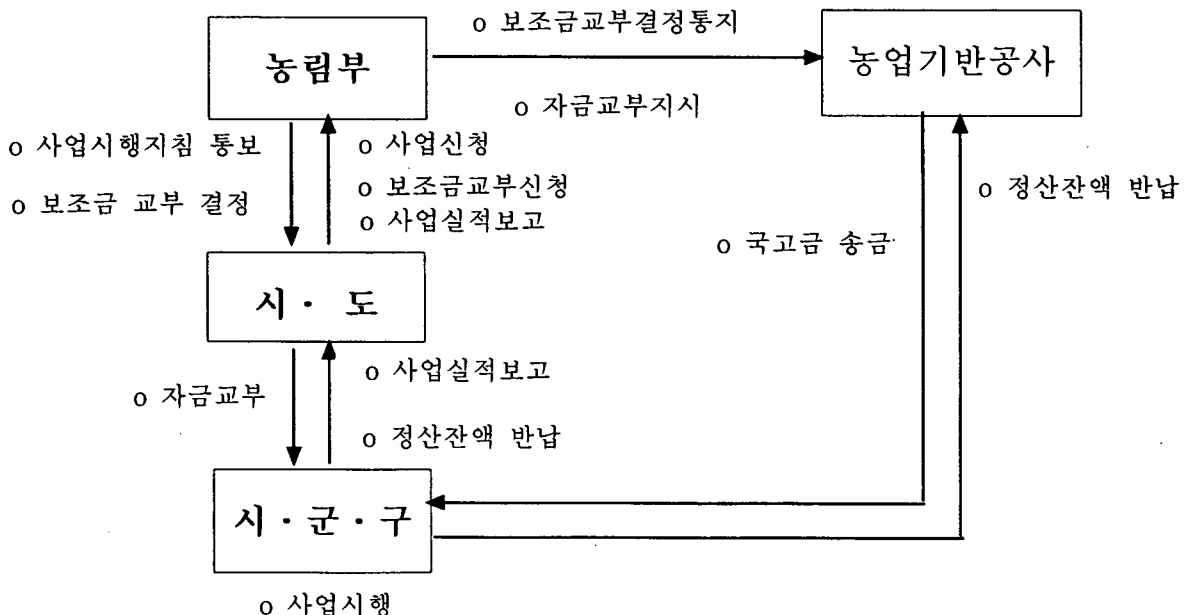 o 보조금교부결정통지
농림부
농업기반공사
o 자금교부지시
o 사업시행지침 통보
o 사업신청
o 보조금 교부 결정
o 보조금교부신청
o 사업실적보고
o 정산잔액 반납
o 국고금 송금
시· 도
o 자금교부
o 사업실적보고
o 정산잔액 반납
시·군·구
o 사업시행